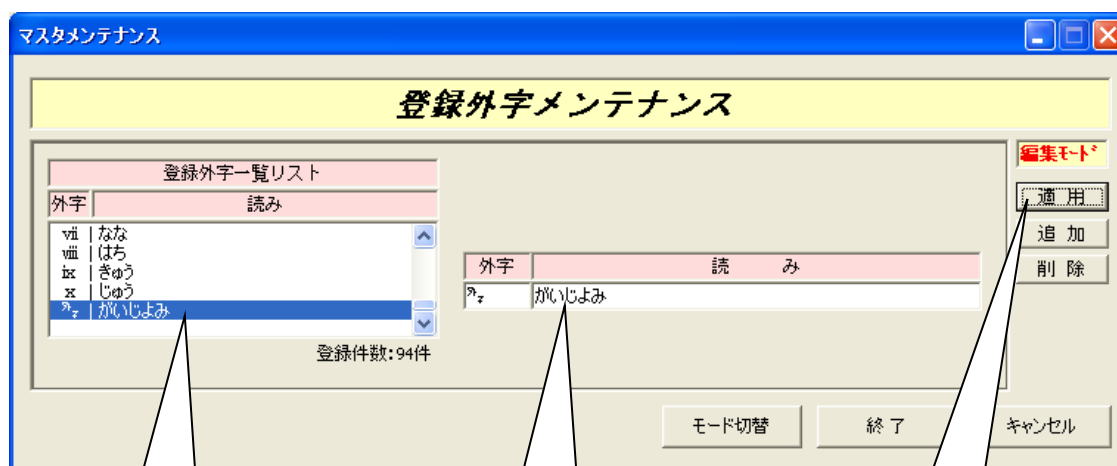 マスタメンテナンス
登録外字メンテナンス
編集ﾓｰﾄﾞ
登録外字一覧リスト
外字 読み
ⅶ | なな
ⅷ | はち
ⅸ | きゅう
ⅹ | じゅう
| がいじよみ
登録件数:94件
外字 読み
がいじよみ
適用
追加
削除
モード切替 終了 キャンセル